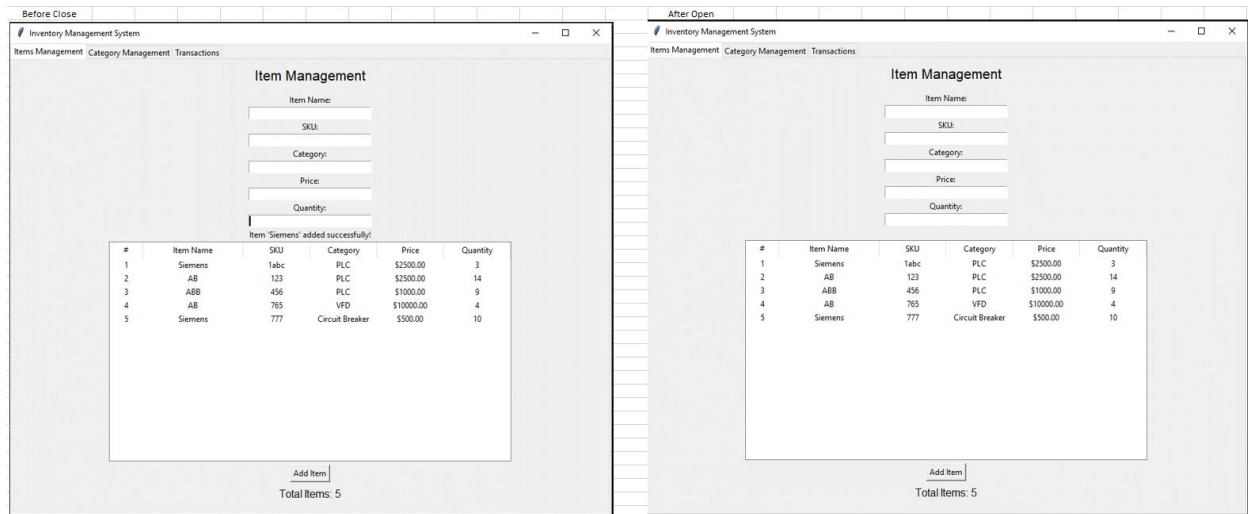 Before Close
Inventory Management System
Items Management Category Management Transactions
Item Management
Item Name:
SKU:
Category:
Price:
Quantity:
Item 'Siemens' added successfully!
# Item Name SKU Category Price Quantity
1 Siemens 1abc PLC $2500.00 3
2 AB 123 PLC $2500.00 14
3 ABB 456 PLC $1000.00 9
4 AB 765 VFD $10000.00 4
5 Siemens 777 Circuit Breaker $500.00 10
Add Item
Total Items: 5
After Open
Inventory Management System
Items Management Category Management Transactions
Item Management
Item Name:
SKU:
Category:
Price:
Quantity:
# Item Name SKU Category Price Quantity
1 Siemens 1abc PLC $2500.00 3
2 AB 123 PLC $2500.00 14
3 ABB 456 PLC $1000.00 9
4 AB 765 VFD $10000.00 4
5 Siemens 777 Circuit Breaker $500.00 10
Add Item
Total Items: 5